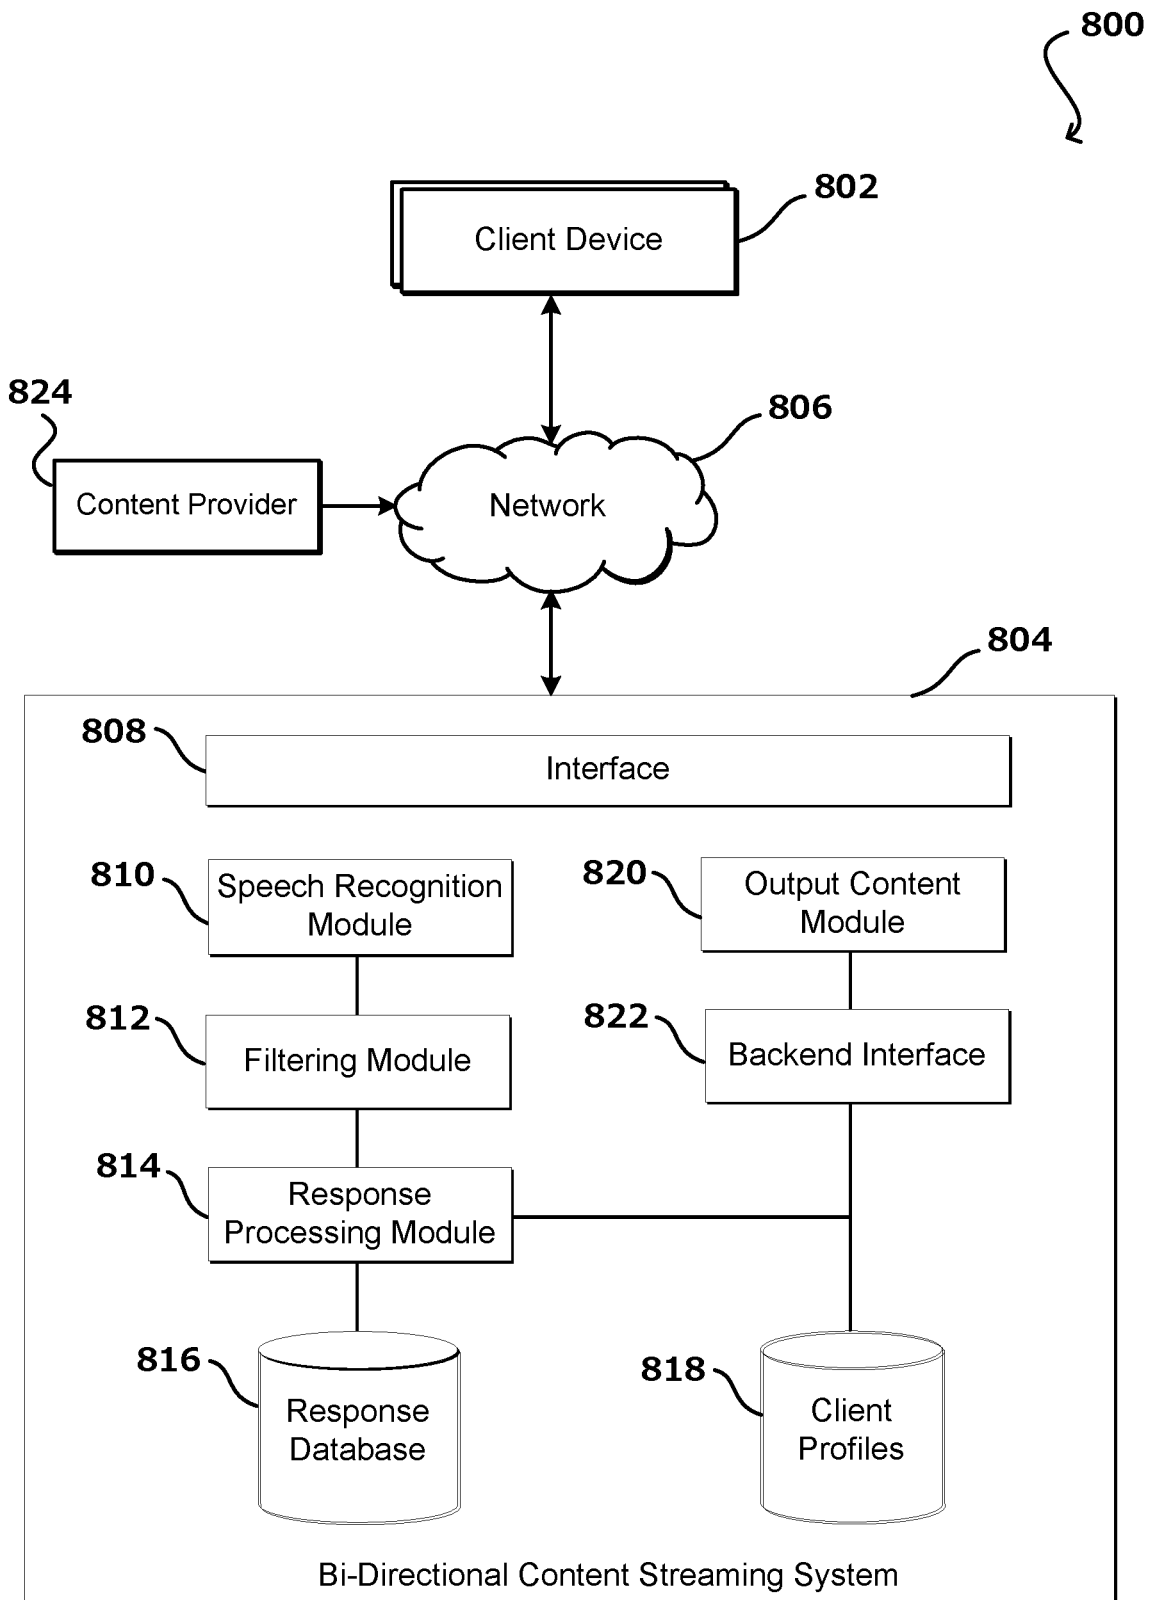 800
802
Client Device
824
806
Content Provider
Network
804
808
Interface
810
Speech Recognition
Module
820
Output Content
Module
812
Filtering Module
822
Backend Interface
814
Response
Processing Module
816
Response
Database
818
Client
Profiles
Bi-Directional Content Streaming System